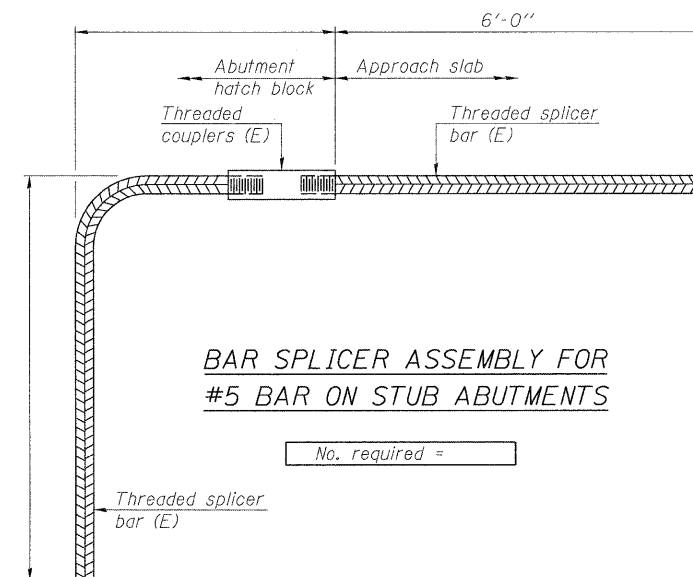 6'-0"
Abutment
hatch block
Approach slab
Threaded
couplers (E)
Threaded splicer
bar (E)
BAR SPLICER ASSEMBLY FOR
#5 BAR ON STUB ABUTMENTS
No. required =
Threaded splicer
bar (E)